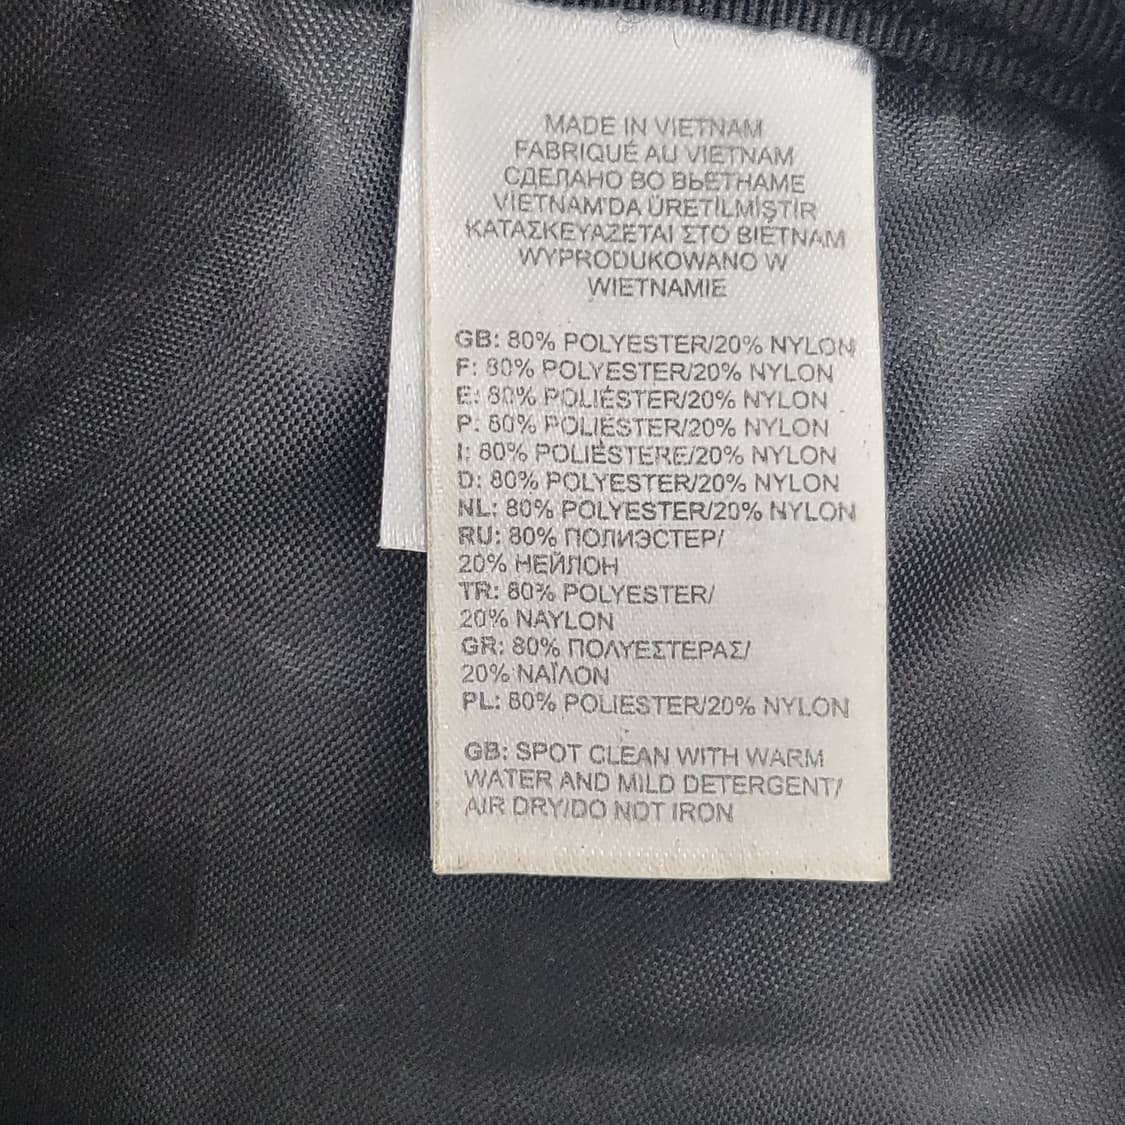 MADE IN VIETNAM
FABRIQUÉ AU VIETNAM
СДЕЛАНО ВО ВЬЕТНАМЕ
VIETNAM'DA ÜRETİLMİŞTİR
ΚΑΤΑΣΚΕΥΑΖΕΤΑΙ ΣΤΟ ΒΙΕΤΝΑΜ
WYPRODUKOWANO W
WIETNAMIE
GB: 80% POLYESTER/20% NYLON
F: 80% POLYESTER/20% NYLON
E: 80% POLIÉSTER/20% NYLON
P: 80% POLIÉSTER/20% NYLON
I: 80% POLIÈSTERE/20% NYLON
D: 80% POLYESTER/20% NYLON
NL: 80% POLYESTER/20% NYLON
RU: 80% ПОЛИЭСТЕР/
20% НЕЙЛОН
TR: 80% POLYESTER/
20% NAYLON
GR: 80% ΠΟΛΥΕΣΤΕΡΑΣ/
20% ΝΑΪΛΟΝ
PL: 80% POLIESTER/20% NYLON
GB: SPOT CLEAN WITH WARM
WATER AND MILD DETERGENT/
AIR DRY/DO NOT IRON